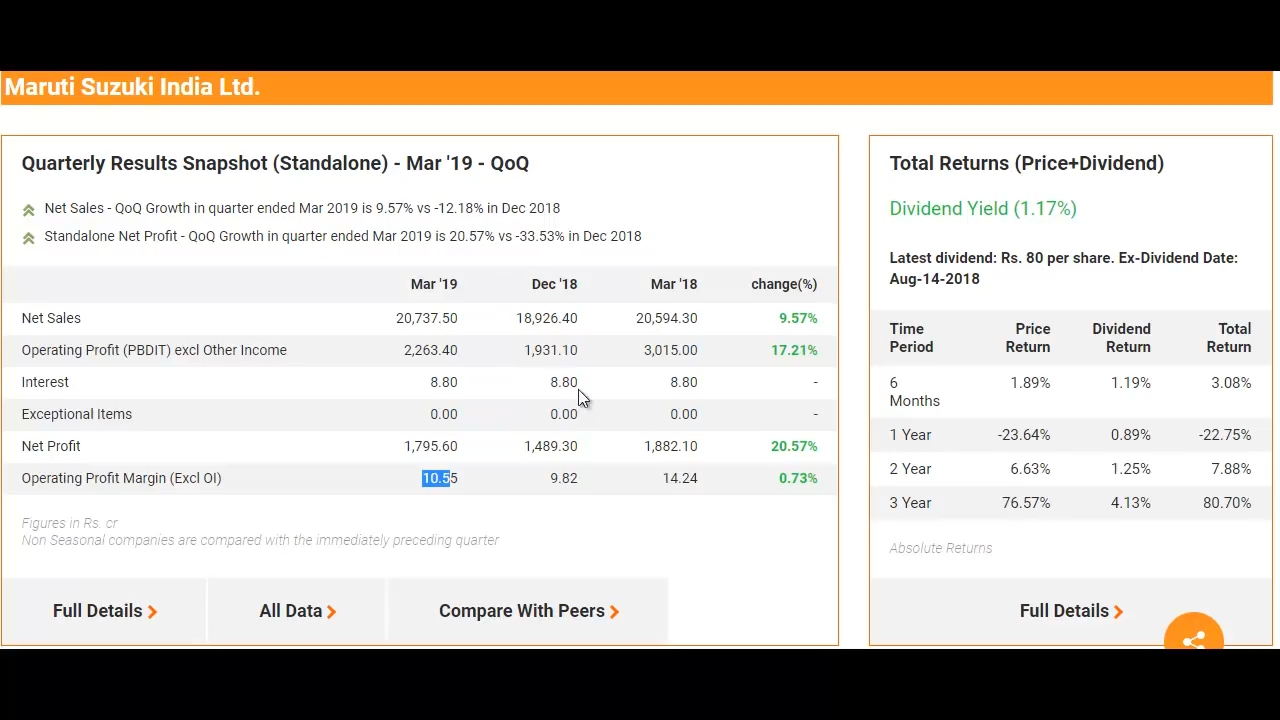 Maruti Suzuki India Ltd.
Quarterly Results Snapshot (Standalone) - Mar '19 - QoQ
Net Sales - QoQ Growth in quarter ended Mar 2019 is 9.57% vs -12.18% in Dec 2018
Standalone Net Profit - QoQ Growth in quarter ended Mar 2019 is 20.57% vs -33.53% in Dec 2018
Mar '19 Dec '18 Mar '18 change(%)
Net Sales 20,737.50 18,926.40 20,594.30 9.57%
Operating Profit (PBDIT) excl Other Income 2,263.40 1,931.10 3,015.00 17.21%
Interest 8.80 8.80 8.80 -
Exceptional Items 0.00 0.00 0.00 -
Net Profit 1,795.60 1,489.30 1,882.10 20.57%
Operating Profit Margin (Excl OI) 10.55 9.82 14.24 0.73%
Figures in Rs. cr
Non Seasonal companies are compared with the immediately preceding quarter
Full Details All Data Compare With Peers
Total Returns (Price+Dividend)
Dividend Yield (1.17%)
Latest dividend: Rs. 80 per share. Ex-Dividend Date:
Aug-14-2018
Time Price Dividend Total
Period Return Return Return
6 1.89% 1.19% 3.08%
Months
1 Year -23.64% 0.89% -22.75%
2 Year 6.63% 1.25% 7.88%
3 Year 76.57% 4.13% 80.70%
Absolute Returns
Full Details